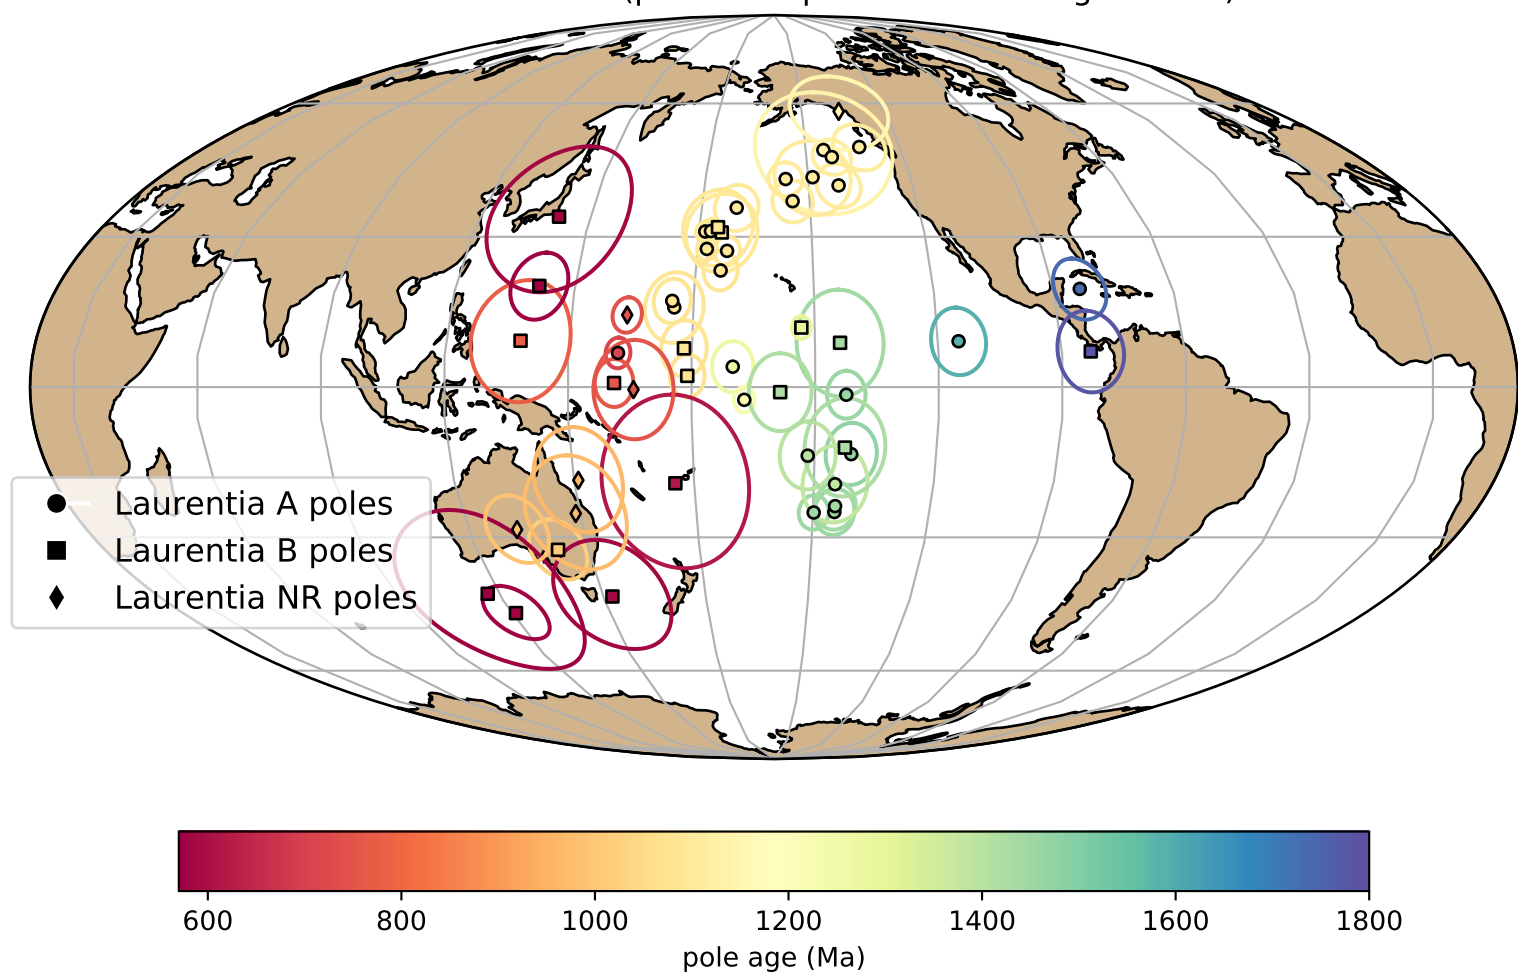 Laurentia A poles
Laurentia B poles
Laurentia NR poles
600 800 1000 1200 1400 1600 1800
pole age (Ma)